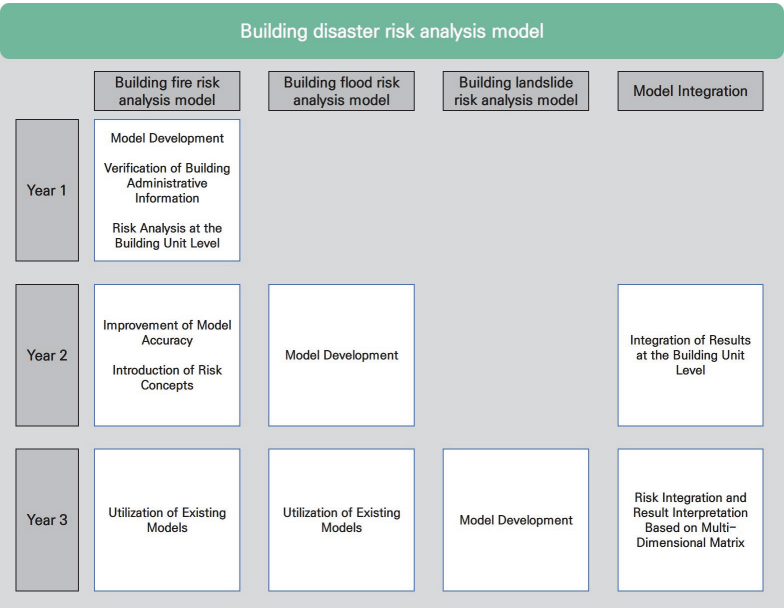 Building disaster risk analysis model
Building fire risk
analysis model
Building flood risk
analysis model
Building landslide
risk analysis model
Model Integration
Year 1
Model Development
Verification of Building
Administrative
Information
Risk Analysis at the
Building Unit Level
Year 2
Improvement of Model
Accuracy
Introduction of Risk
Concepts
Model Development
Integration of Results
at the Building Unit
Level
Year 3
Utilization of Existing
Models
Utilization of Existing
Models
Model Development
Risk Integration and
Result Interpretation
Based on Multi-
Dimensional Matrix